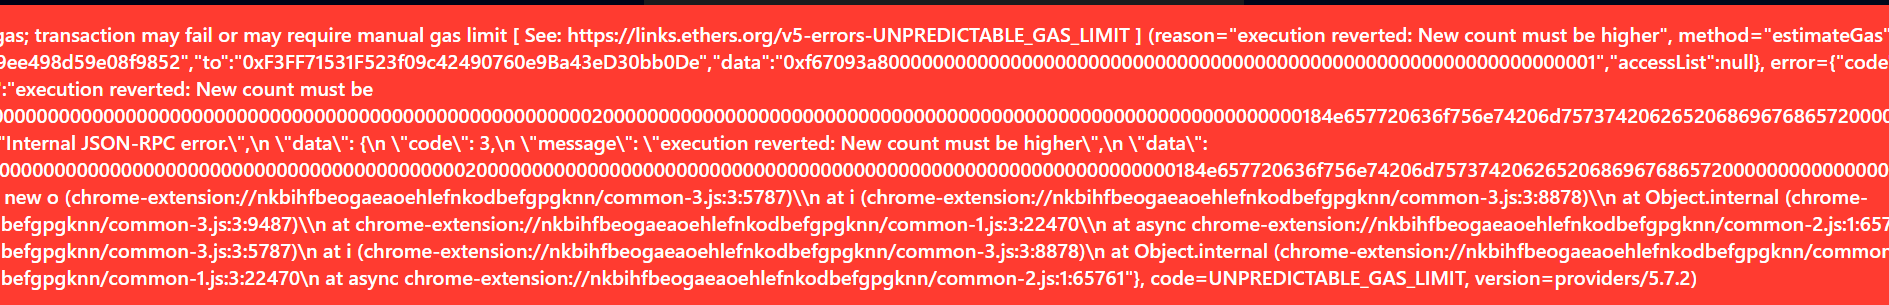 gas; transaction may fail or may require manual gas limit [ See: https://links.ethers.org/v5-errors-UNPREDICTABLE_GAS_LIMIT ] (reason="execution reverted: New count must be higher", method="estimateGas"
9ee498d59e08f9852","to":"0xF3FF71531F523f09c42490760e9Ba43eD30bb0De","data":"0xf67093a80000000000000000000000000000000000000000000000000000000000000001","accessList":null}, error={"code
":"execution reverted: New count must be
00000000000000000000000000000000000000000000000000000000000000200000000000000000000000000000000000000000000000000000000000000184e657720636f756e74206d757374206265206869676865720000
"Internal JSON-RPC error.\",\n \"data\": {\n \"code\": 3,\n \"message\": \"execution reverted: New count must be higher\",\n \"data\":
0000000000000000000000000000000000000000000000000200000000000000000000000000000000000000000000000000000000000000184e657720636f756e74206d7573742062652068696768657200000000000000000
new o (chrome-extension://nkbihfbeogaeaoehlefnkodbefgpgknn/common-3.js:3:5787)\\n at i (chrome-extension://nkbihfbeogaeaoehlefnkodbefgpgknn/common-3.js:3:8878)\\n at Object.internal (chrome-
befgpgknn/common-3.js:3:9487)\\n at chrome-extension://nkbihfbeogaeaoehlefnkodbefgpgknn/common-1.js:3:22470\\n at async chrome-extension://nkbihfbeogaeaoehlefnkodbefgpgknn/common-2.js:1:657
befgpgknn/common-3.js:3:5787)\n at i (chrome-extension://nkbihfbeogaeaoehlefnkodbefgpgknn/common-3.js:3:8878)\n at Object.internal (chrome-extension://nkbihfbeogaeaoehlefnkodbefgpgknn/common
befgpgknn/common-1.js:3:22470\n at async chrome-extension://nkbihfbeogaeaoehlefnkodbefgpgknn/common-2.js:1:65761"}, code=UNPREDICTABLE_GAS_LIMIT, version=providers/5.7.2)